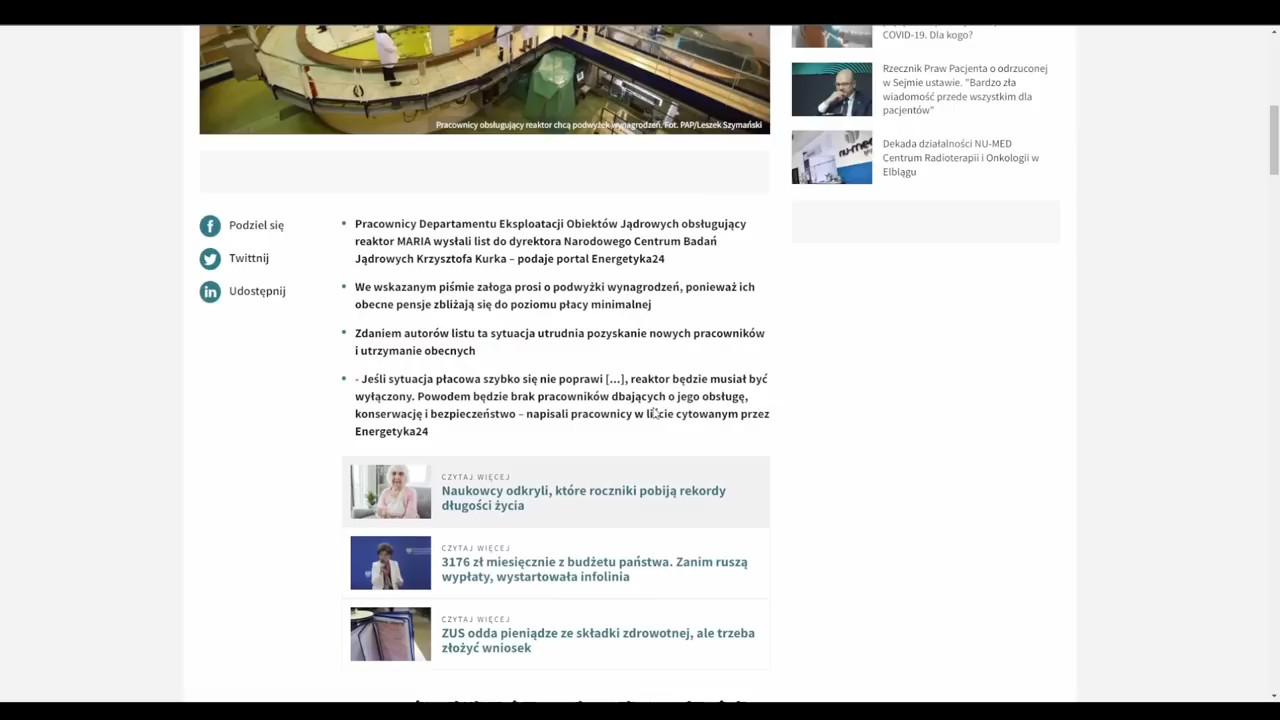 COVID-19. Dla kogo?
Rzecznik Praw Pacjenta o odrzuconej
w Sejmie ustawie. "Bardzo zła
wiadomość przede wszystkim dla
pacjentów"
Dekada działalności NU-MED
Centrum Radioterapii i Onkologii w
Elblągu
Pracownicy obsługujący reaktor chcą podwyżek wynagrodzeń. Fot. PAP/Leszek Szymański
Podziel się
Twittnij
Udostępnij
• Pracownicy Departamentu Eksploatacji Obiektów Jądrowych obsługujący
reaktor MARIA wysłali list do dyrektora Narodowego Centrum Badań
Jądrowych Krzysztofa Kurka – podaje portal Energetyka24
• We wskazanym piśmie załoga prosi o podwyżki wynagrodzeń, ponieważ ich
obecne pensje zbliżają się do poziomu płacy minimalnej
• Zdaniem autorów listu ta sytuacja utrudnia pozyskanie nowych pracowników
i utrzymanie obecnych
• - Jeśli sytuacja płacowa szybko się nie poprawi [...], reaktor będzie musiał być
wyłączony. Powodem będzie brak pracowników dbających o jego obsługę,
konserwację i bezpieczeństwo – napisali pracownicy w liście cytowanym przez
Energetyka24
CZYTAJ WIĘCEJ
Naukowcy odkryli, które roczniki pobiją rekordy
długości życia
CZYTAJ WIĘCEJ
3176 zł miesięcznie z budżetu państwa. Zanim ruszą
wypłaty, wystartowała infolinia
CZYTAJ WIĘCEJ
ZUS odda pieniądze ze składki zdrowotnej, ale trzeba
złożyć wniosek